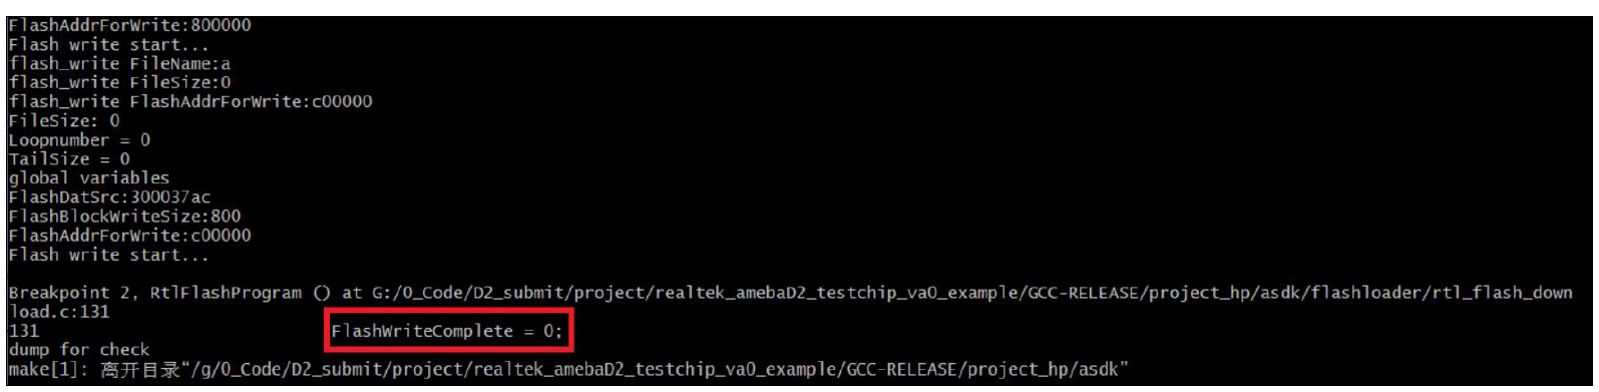 FlashAddrForWrite:800000
Flash write start...
flash_write FileName:a
flash_write FileSize:0
flash_write FlashAddrForWrite:c00000
FileSize: 0
Loopnumber = 0
TailSize = 0
global variables
FlashDatSrc:300037ac
FlashBlockWriteSize:800
FlashAddrForWrite:c00000
Flash write start...
Breakpoint 2, RtlFlashProgram () at G:/0_Code/D2_submit/project/realtek_amebaD2_testchip_va0_example/GCC-RELEASE/project_hp/asdk/flashloader/rtl_flash_down
load.c:131
131 FlashWriteComplete = 0;
dump for check
make[1]: 离开目录“/g/0_Code/D2_submit/project/realtek_amebaD2_testchip_va0_example/GCC-RELEASE/project_hp/asdk”